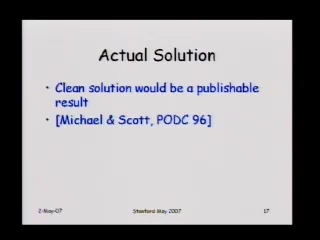 Actual Solution
• Clean solution would be a publishable
result
• [Michael & Scott, PODC 96]
2-May-07 Stanford May 2007 17